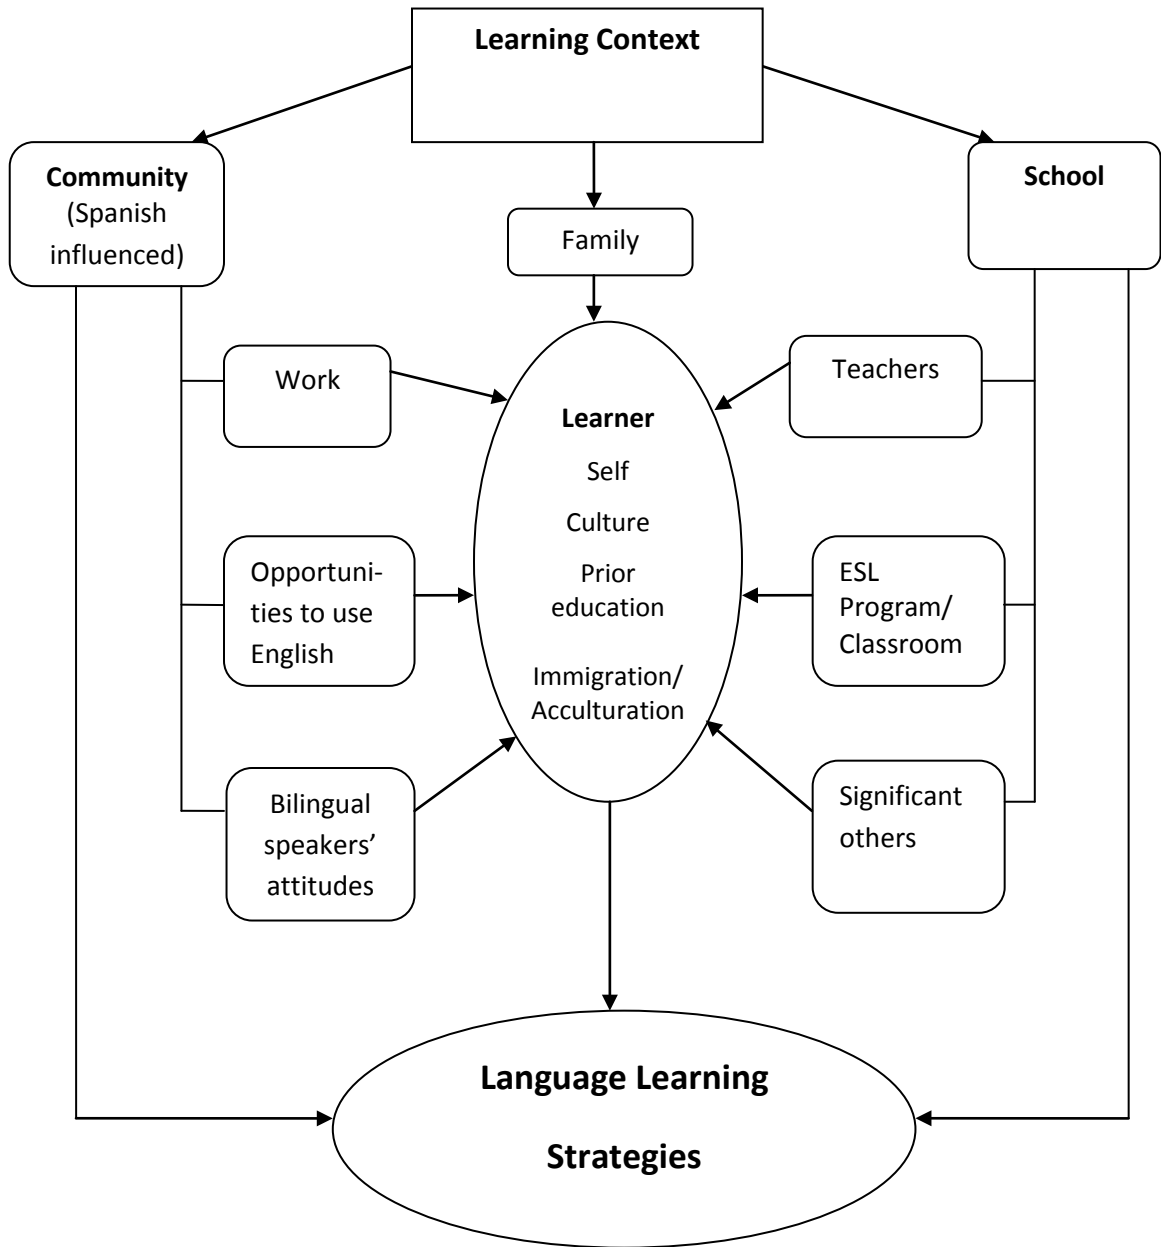 Learning Context
Community
(Spanish
influenced)
School
Family
Work
Teachers
Learner
Self
Culture
Prior
education
Immigration/
Acculturation
Opportuni-
ties to use
English
ESL
Program/
Classroom
Bilingual
speakers’
attitudes
Significant
others
Language Learning
Strategies